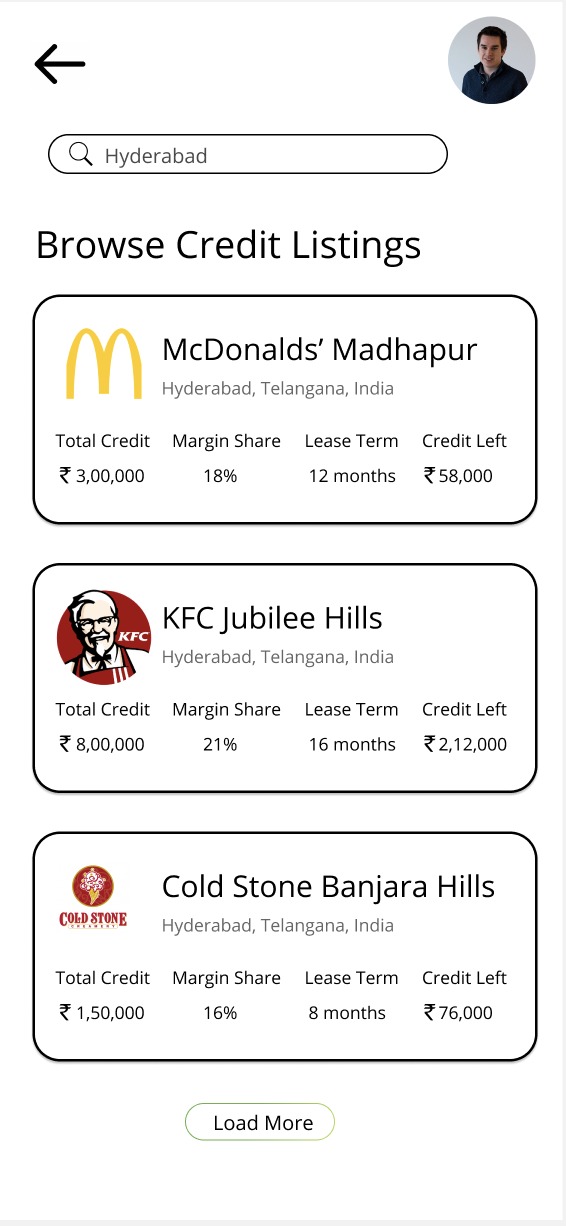 Hyderabad
Browse Credit Listings
McDonalds’ Madhapur
Hyderabad, Telangana, India
Total Credit Margin Share Lease Term Credit Left
₹ 3,00,000 18% 12 months ₹ 58,000
KFC
KFC Jubilee Hills
Hyderabad, Telangana, India
Total Credit Margin Share Lease Term Credit Left
₹ 8,00,000 21% 16 months ₹ 2,12,000
COLD STONE
CREAMERY
Cold Stone Banjara Hills
Hyderabad, Telangana, India
Total Credit Margin Share Lease Term Credit Left
₹ 1,50,000 16% 8 months ₹ 76,000
Load More